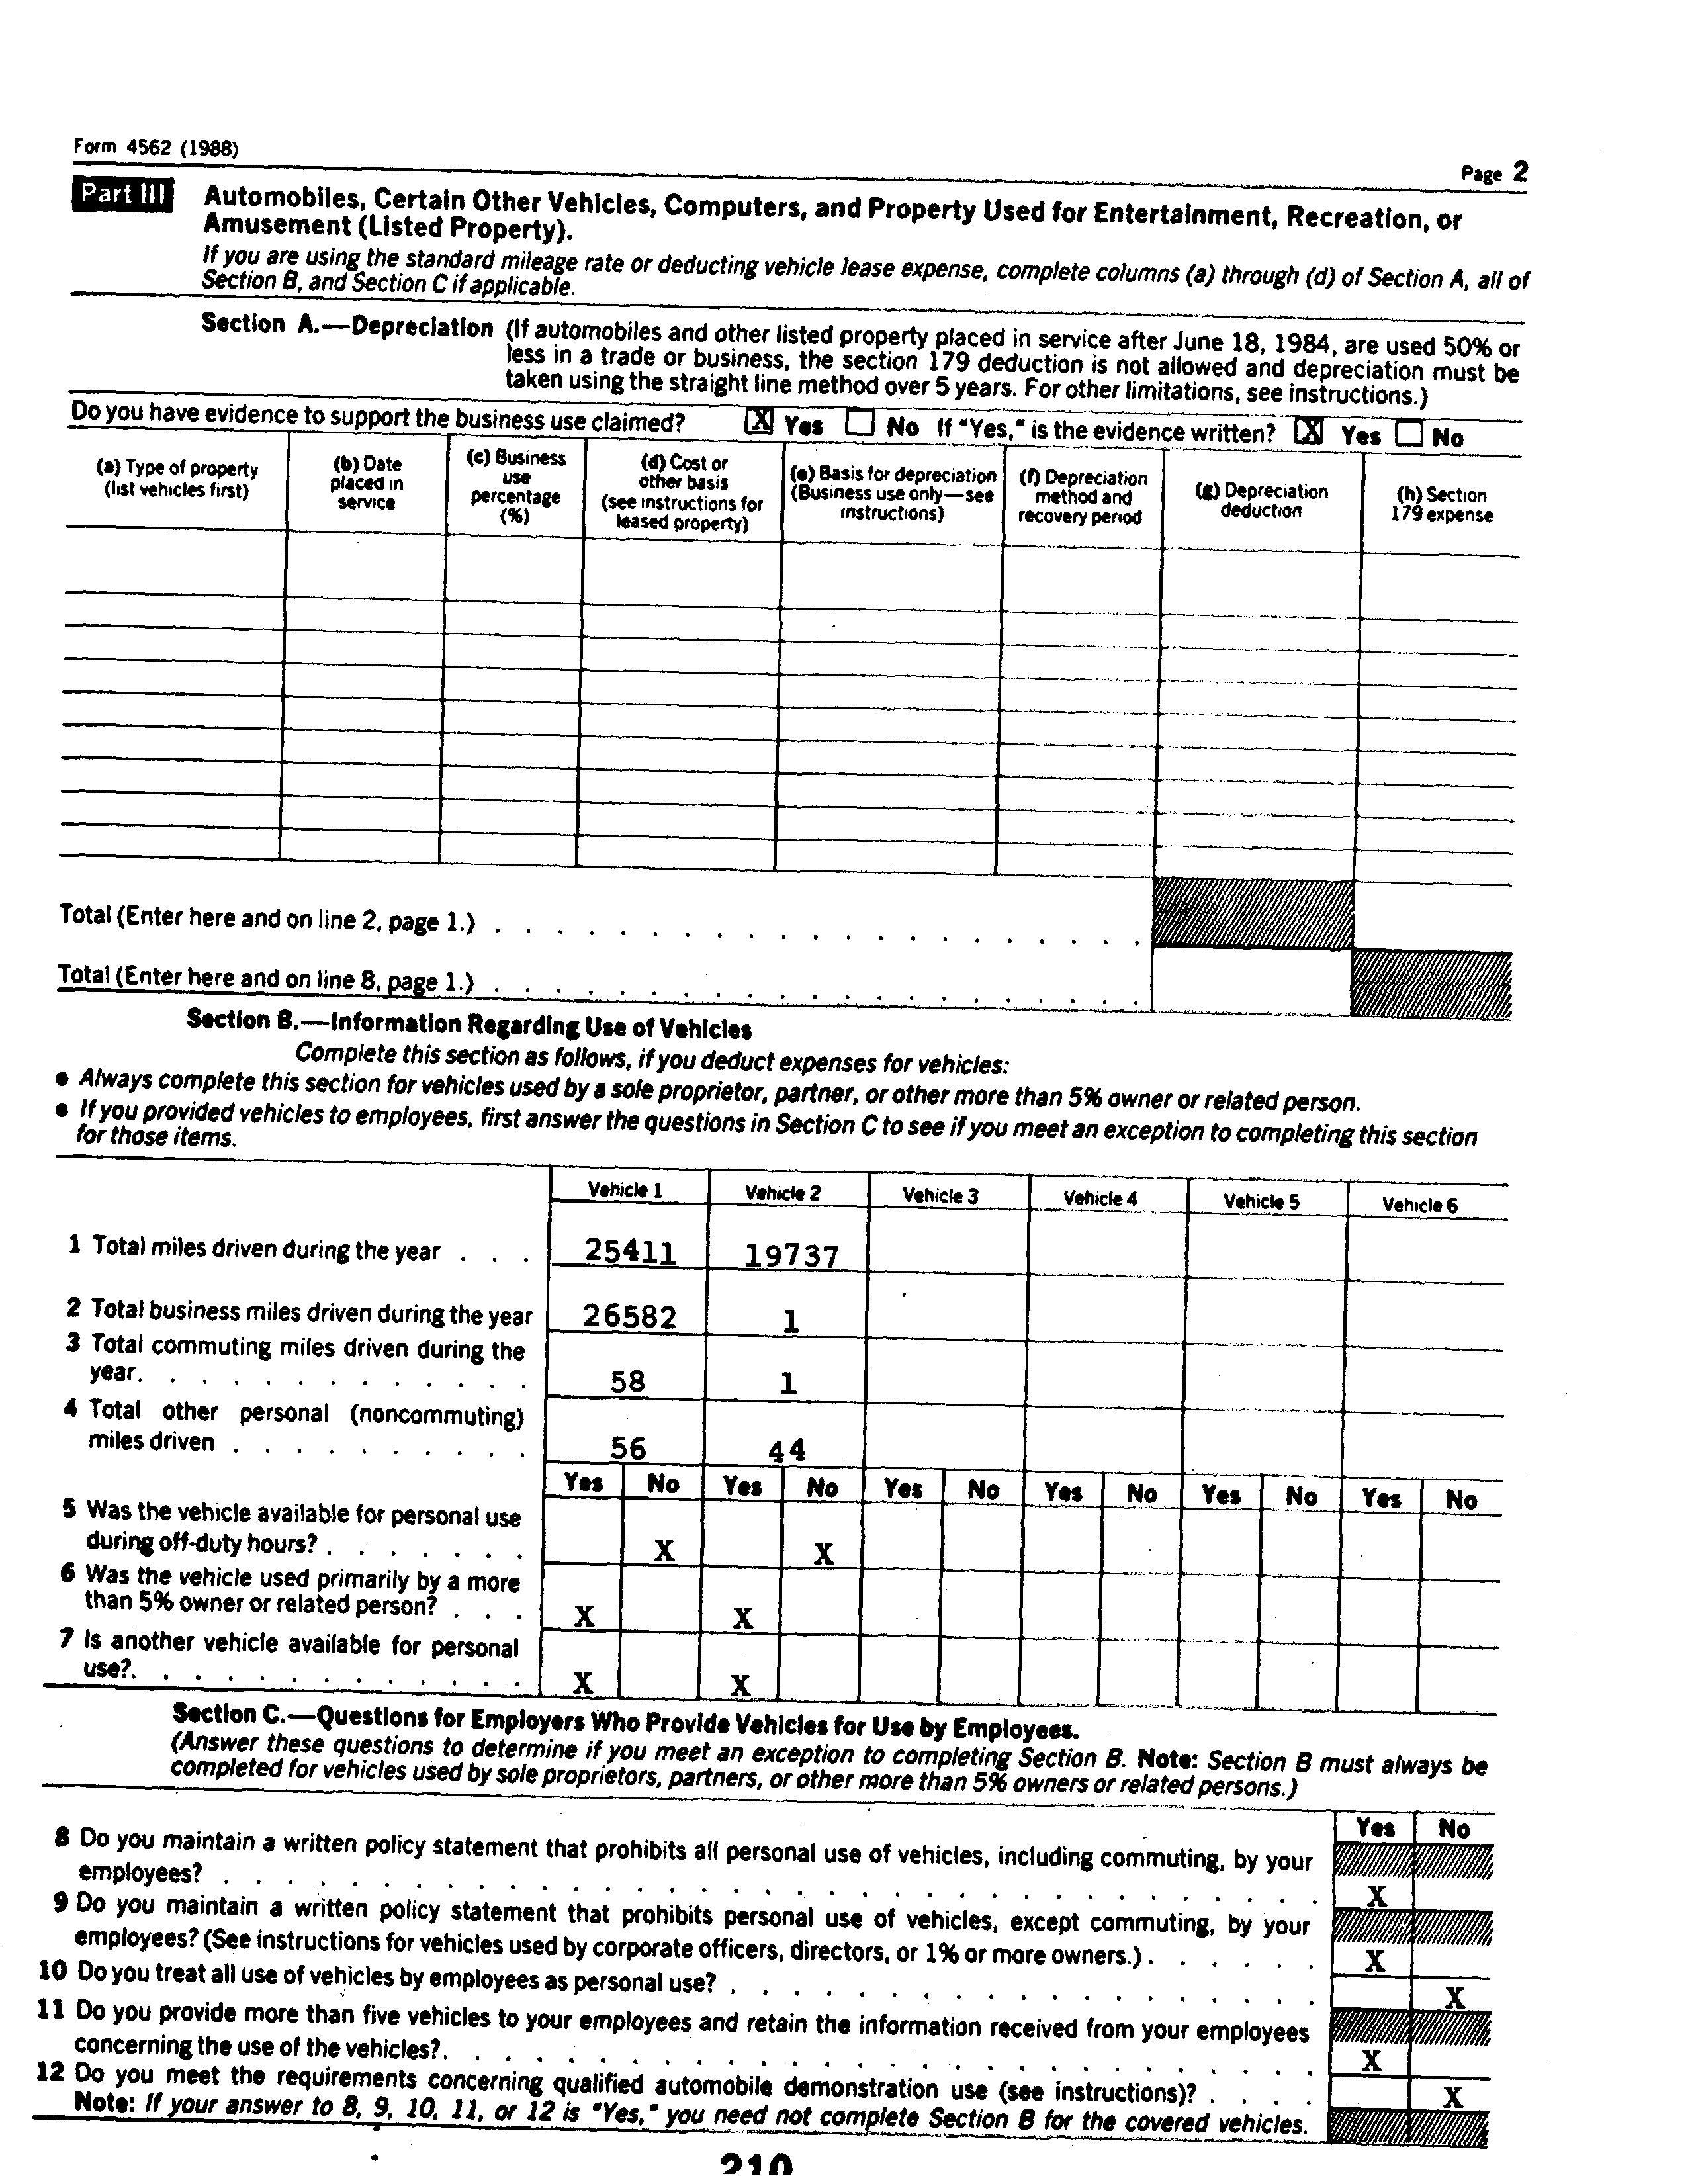 Form 4562 (1988)
Page 2
Part III Automobiles, Certain Other Vehicles, Computers, and Property Used for Entertainment, Recreation, or
Amusement (Listed Property).
If you are using the standard mileage rate or deducting vehicle lease expense, complete columns (a) through (d) of Section A, all of
Section B, and Section C if applicable.
Section A.—Depreciation (If automobiles and other listed property placed in service after June 18, 1984, are used 50% or
less in a trade or business, the section 179 deduction is not allowed and depreciation must be
taken using the straight line method over 5 years. For other limitations, see instructions.)
Do you have evidence to support the business use claimed? X Yes No If "Yes," is the evidence written? X Yes No
(a) Type of property
(list vehicles first)
(b) Date
placed in
service
(c) Business
use
percentage
(%)
(d) Cost or
other basis
(see instructions for
leased property)
(e) Basis for depreciation
(Business use only—see
instructions)
(f) Depreciation
method and
recovery period
(g) Depreciation
deduction
(h) Section
179 expense
Total (Enter here and on line 2, page 1.) . . . . . . . . . . . . . . . . . . . . .
Total (Enter here and on line 8, page 1.) . . . . . . . . . . . . . . . . . . . . .
Section B.—Information Regarding Use of Vehicles
Complete this section as follows, if you deduct expenses for vehicles:
● Always complete this section for vehicles used by a sole proprietor, partner, or other more than 5% owner or related person.
● If you provided vehicles to employees, first answer the questions in Section C to see if you meet an exception to completing this section
for those items.
Vehicle 1 Vehicle 2 Vehicle 3 Vehicle 4 Vehicle 5 Vehicle 6
1 Total miles driven during the year . . . 25411 19737
2 Total business miles driven during the year 26582 1
3 Total commuting miles driven during the
year. . . . . . . . . . . . . . 58 1
4 Total other personal (noncommuting)
miles driven . . . . . . . . . . 56 44
Yes No Yes No Yes No Yes No Yes No Yes No
5 Was the vehicle available for personal use
during off-duty hours? . . . . . . . X X
6 Was the vehicle used primarily by a more
than 5% owner or related person? . . . X X
7 Is another vehicle available for personal
use?. . . . . . . . . . . . . X X
Section C.—Questions for Employers Who Provide Vehicles for Use by Employees.
(Answer these questions to determine if you meet an exception to completing Section B. Note: Section B must always be
completed for vehicles used by sole proprietors, partners, or other more than 5% owners or related persons.)
Yes No
8 Do you maintain a written policy statement that prohibits all personal use of vehicles, including commuting, by your
employees? . . . . . . . . . . . . . . . . . . . . . . . . . . . . . . . . . . X
9 Do you maintain a written policy statement that prohibits personal use of vehicles, except commuting, by your
employees? (See instructions for vehicles used by corporate officers, directors, or 1% or more owners.) . . . . . . X
10 Do you treat all use of vehicles by employees as personal use? . . . . . . . . . . . . . . . . . . . X
11 Do you provide more than five vehicles to your employees and retain the information received from your employees
concerning the use of the vehicles?. . . . . . . . . . . . . . . . . . . . . . . . . . . . X
12 Do you meet the requirements concerning qualified automobile demonstration use (see instructions)? . . . . X
Note: If your answer to 8, 9, 10, 11, or 12 is "Yes," you need not complete Section B for the covered vehicles.
210